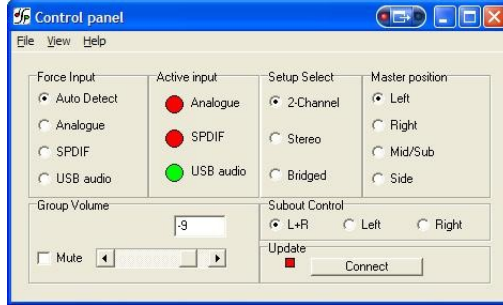 Control panel
File View Help
Force Input
Auto Detect
Analogue
SPDIF
USB audio
Active input
Analogue
SPDIF
USB audio
Setup Select
2-Channel
Stereo
Bridged
Master position
Left
Right
Mid/Sub
Side
Group Volume
-9
Mute
Subout Control
L+R Left Right
Update
Connect